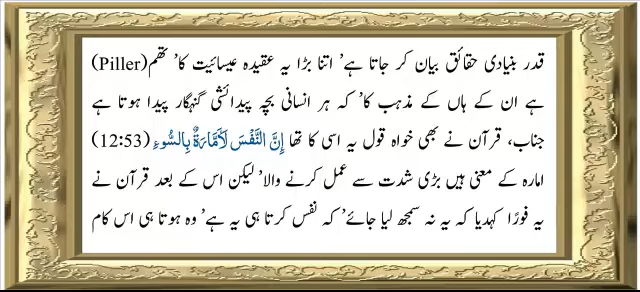 قدر بنیادی حقائق بیان کر جاتا ہے’ اتنا بڑا یہ عقیدہ عیسائیت کا’ تھم(Piller)
ہے ان کے ہاں کے مذہب کا’ کہ ہر انسانی بچہ پیدائشی گنہگار پیدا ہوتا ہے
جناب، قرآن نے بھی خواہ قول یہ اسی کا تھا إِنَّ النَّفْسَ لَأَمَّارَةٌ بِالسُّوءِ (12:53)
امارہ کے معنی ہیں بڑی شدت سے عمل کرنے والا’ لیکن اس کے بعد قرآن نے
یہ فوراً کہدیا کہ یہ نہ سمجھ لیا جائے’ کہ نفس کرتا ہی یہ ہے’ وہ ہوتا ہی اس کام